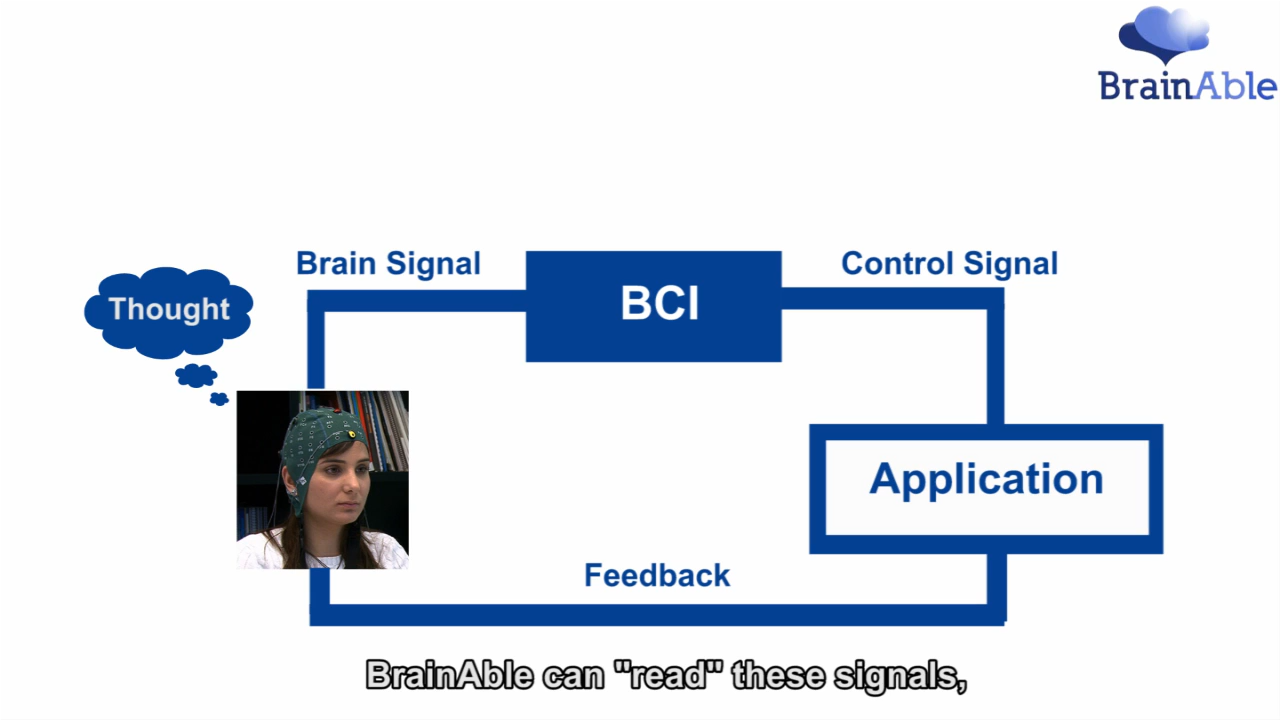 BrainAble
Brain Signal
BCI
Control Signal
Thought
Application
Feedback
BrainAble can "read" these signals,